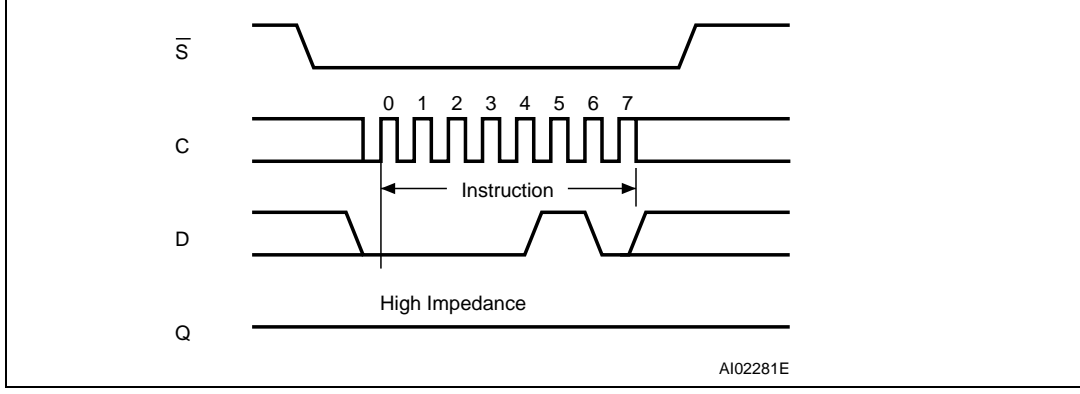 S̅
0 1 2 3 4 5 6 7
C
Instruction
D
High Impedance
Q
AI02281E